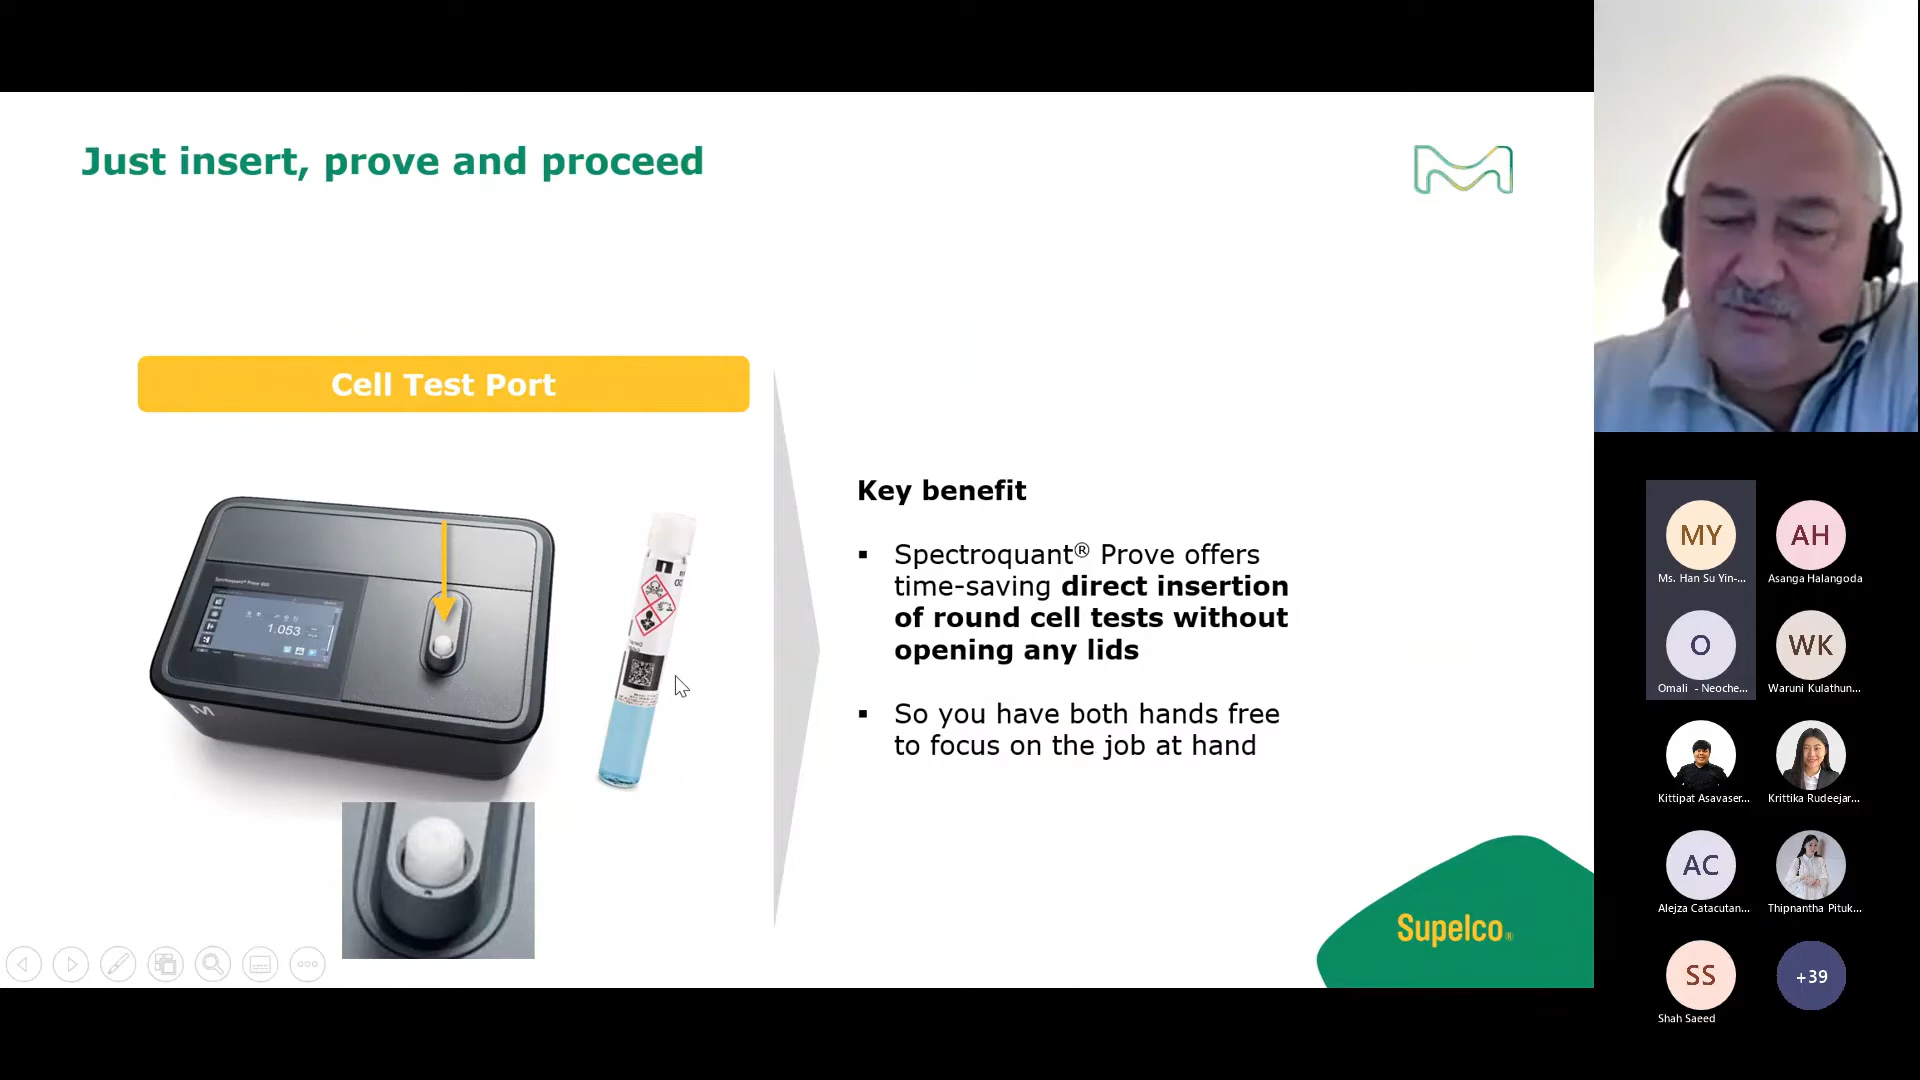 Just insert, prove and proceed
Cell Test Port
1.053
M
Key benefit
▪ Spectroquant® Prove offers
time-saving direct insertion
of round cell tests without
opening any lids
▪ So you have both hands free
to focus on the job at hand
Supelco®
MY
AH
Ms. Han Su Yin-...
Asanga Halangoda
O
WK
Omali - Neoche...
Waruni Kulathun...
Kittipat Asavaser...
Krittika Rudeejar...
AC
Alejza Catacutan...
Thipnantha Pituk...
SS
+39
Shah Saeed